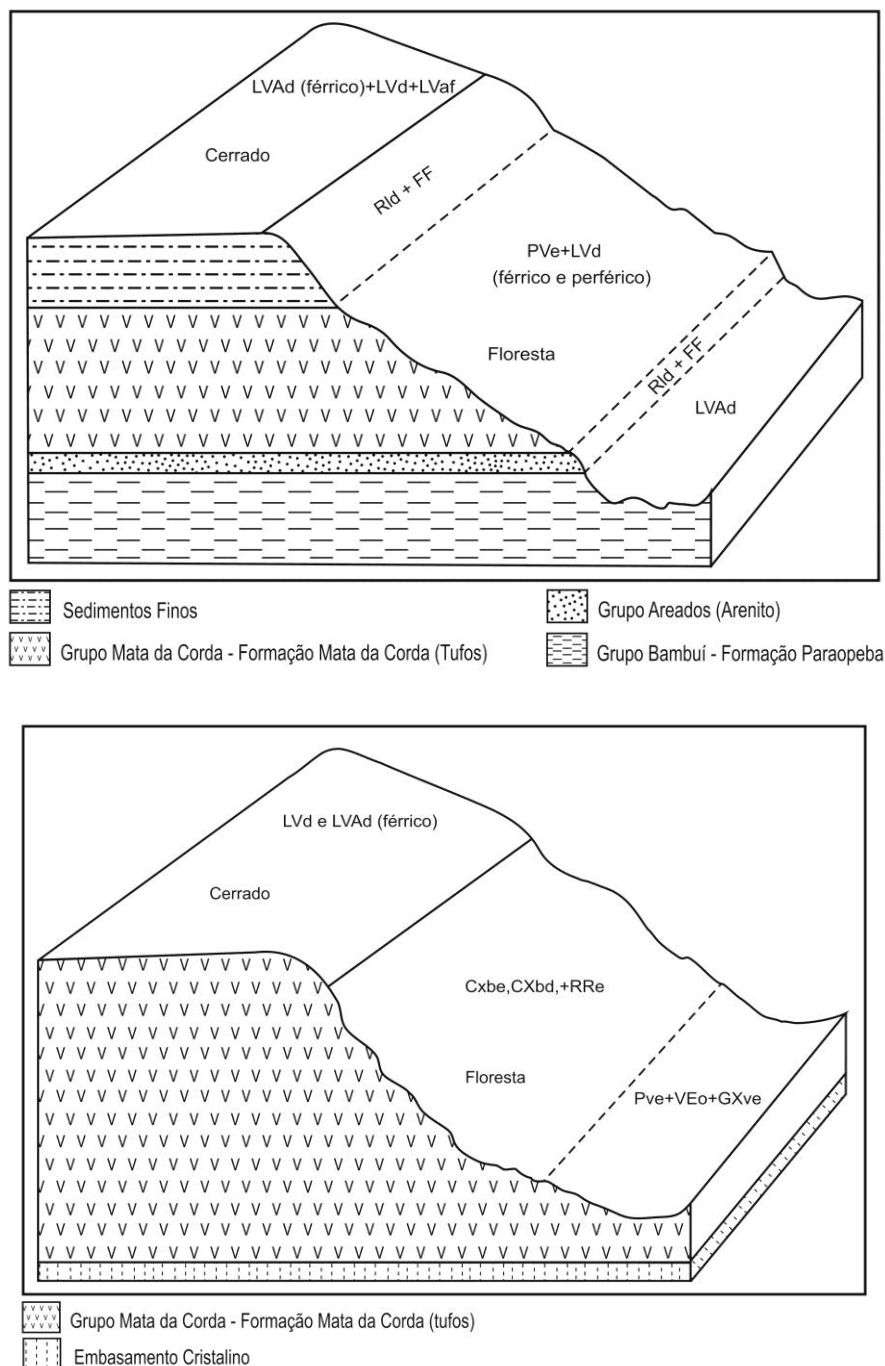 LVAd (férrico)+LVd+LVaf
Cerrado
Rld + FF
PVe+LVd
(férrico e perférico)
Floresta
Rld + FF
LVAd
Sedimentos Finos
Grupo Areados (Arenito)
Grupo Mata da Corda - Formação Mata da Corda (Tufos)
Grupo Bambuí - Formação Paraopeba
LVd e LVAd (férrico)
Cerrado
Cxbe,CXbd,+RRe
Floresta
Pve+VEo+GXve
Grupo Mata da Corda - Formação Mata da Corda (tufos)
Embasamento Cristalino